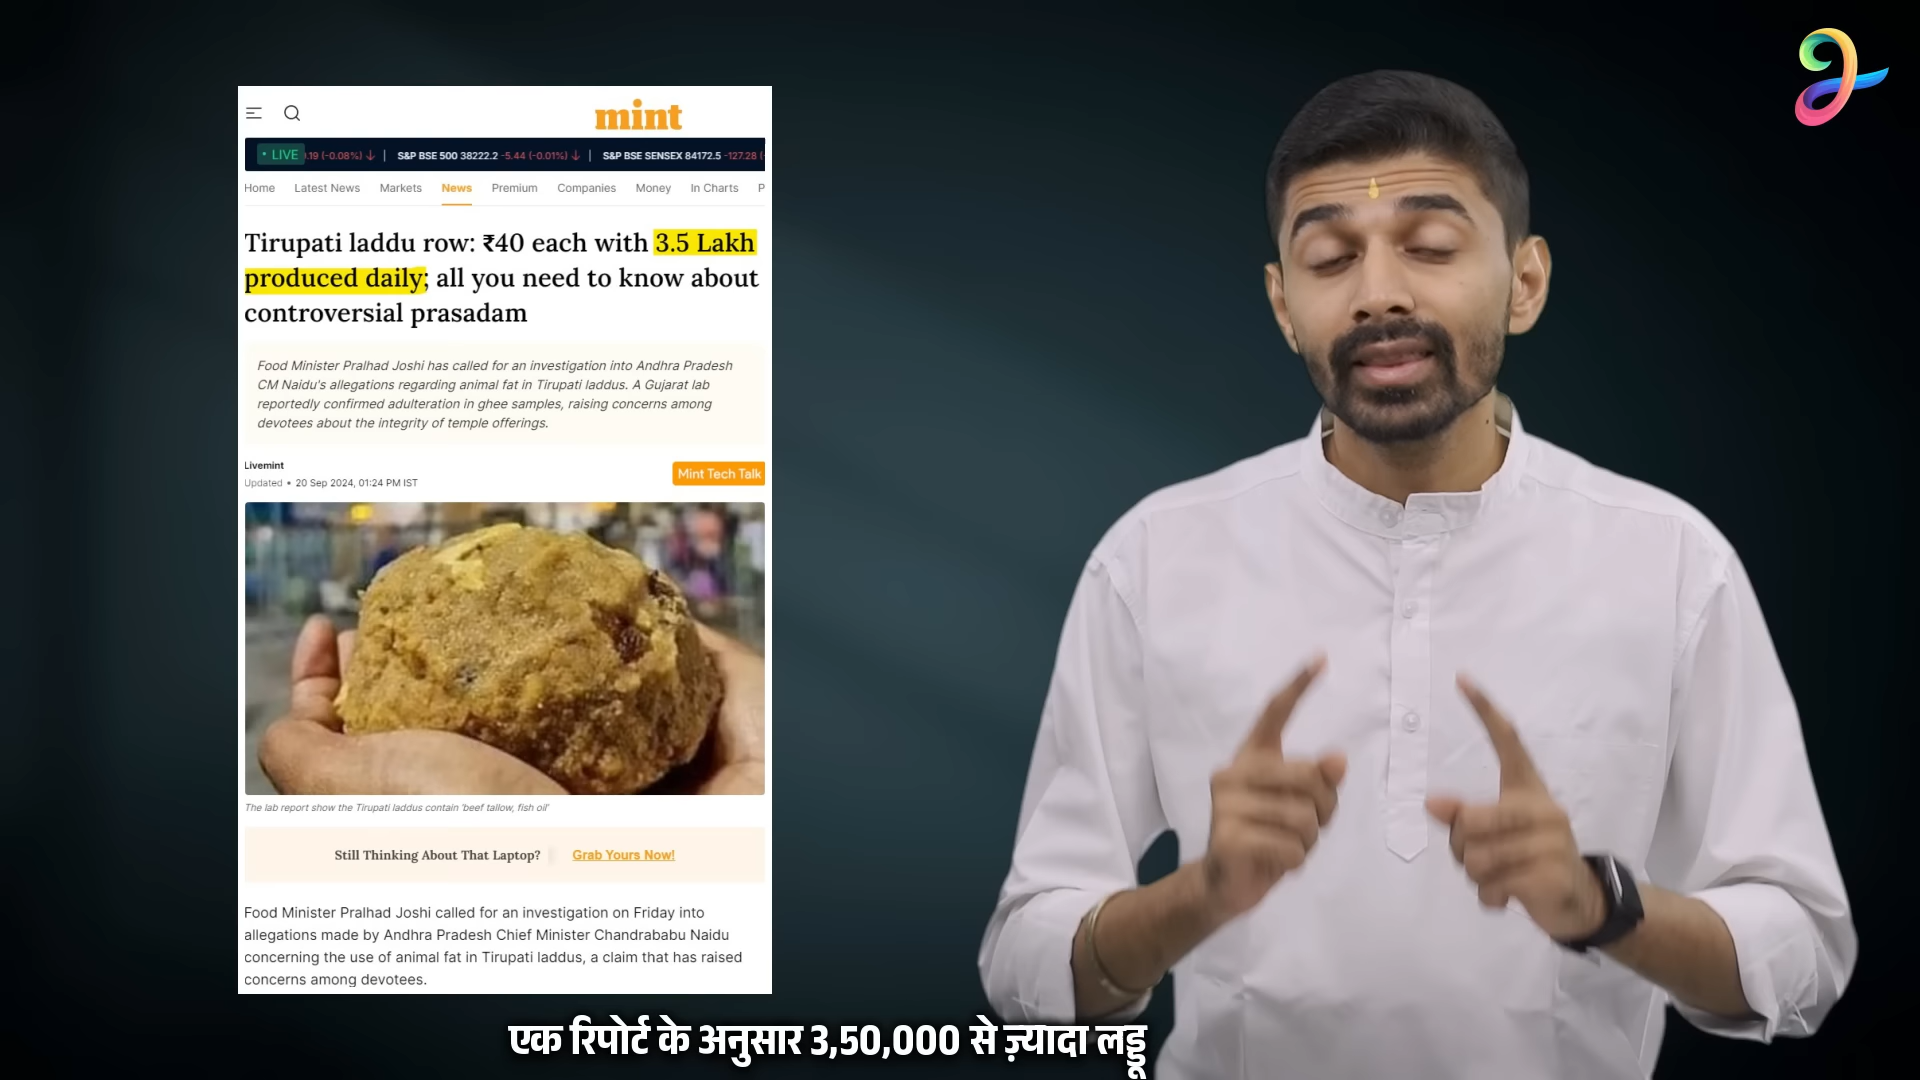 mint
• LIVE .19 (-0.08%) ↓ | S&P BSE 500 38222.2 -5.44 (-0.01%) ↓ | S&P BSE SENSEX 84172.5 -127.28 (
Home Latest News Markets News Premium Companies Money In Charts P
Tirupati laddu row: ₹40 each with 3.5 Lakh
produced daily; all you need to know about
controversial prasadam
Food Minister Pralhad Joshi has called for an investigation into Andhra Pradesh
CM Naidu's allegations regarding animal fat in Tirupati laddus. A Gujarat lab
reportedly confirmed adulteration in ghee samples, raising concerns among
devotees about the integrity of temple offerings.
Livemint
Updated • 20 Sep 2024, 01:24 PM IST
Mint Tech Talk
The lab report show the Tirupati laddus contain 'beef tallow, fish oil'
Still Thinking About That Laptop? Grab Yours Now!
Food Minister Pralhad Joshi called for an investigation on Friday into
allegations made by Andhra Pradesh Chief Minister Chandrababu Naidu
concerning the use of animal fat in Tirupati laddus, a claim that has raised
concerns among devotees.
एक रिपोर्ट के अनुसार 3,50,000 से ज़्यादा लड्डू